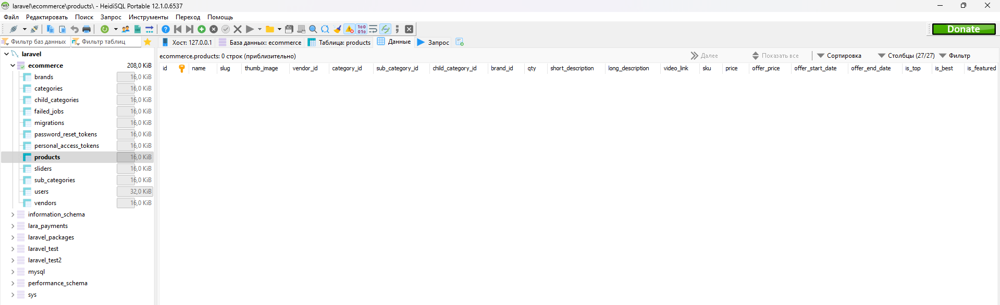 laravel\ecommerce\products\ - HeidiSQL Portable 12.1.0.6537
Файл Редактировать Поиск Запрос Инструменты Переход Помощь
Donate
Фильтр баз данных Фильтр таблиц
Хост: 127.0.0.1 База данных: ecommerce Таблица: products Данные Запрос
ecommerce.products: 0 строк (приблизительно) Далее Показать все Сортировка Столбцы (27/27) Фильтр
id name slug thumb_image vendor_id category_id sub_category_id child_category_id brand_id qty short_description long_description video_link sku price offer_price offer_start_date offer_end_date is_top is_best is_featured
laravel
ecommerce 208,0 KiB
brands 16,0 KiB
categories 16,0 KiB
child_categories 16,0 KiB
failed_jobs 16,0 KiB
migrations 16,0 KiB
password_reset_tokens 16,0 KiB
personal_access_tokens 16,0 KiB
products 16,0 KiB
sliders 16,0 KiB
sub_categories 16,0 KiB
users 32,0 KiB
vendors 16,0 KiB
information_schema
lara_payments
laravel_packages
laravel_test
laravel_test2
mysql
performance_schema
sys